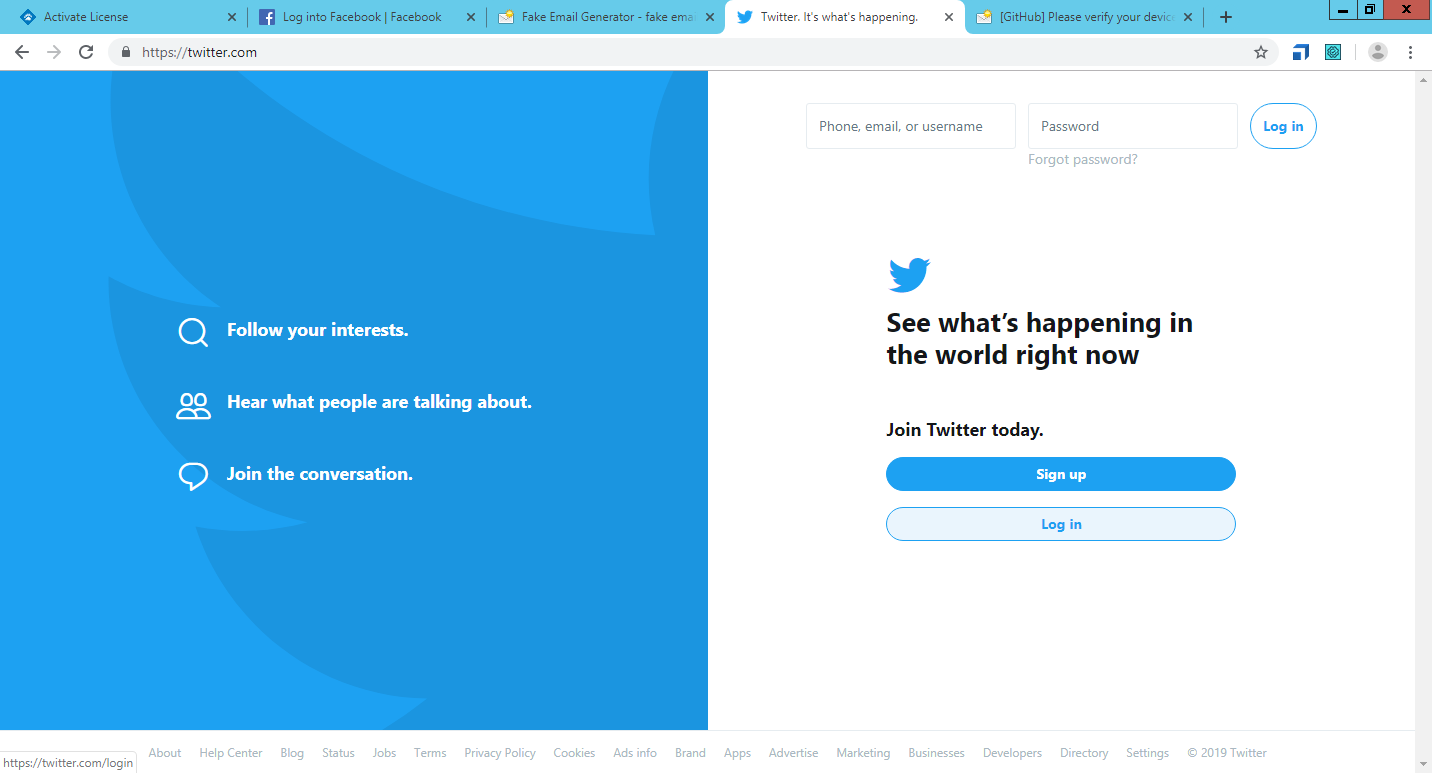 Activate License
Log into Facebook | Facebook
Fake Email Generator - fake emai
Twitter. It's what's happening.
[GitHub] Please verify your device
https://twitter.com
Phone, email, or username
Password
Log in
Forgot password?
See what’s happening in
the world right now
Follow your interests.
Hear what people are talking about.
Join the conversation.
Join Twitter today.
Sign up
Log in
About Help Center Blog Status Jobs Terms Privacy Policy Cookies Ads info Brand Apps Advertise Marketing Businesses Developers Directory Settings © 2019 Twitter
https://twitter.com/login